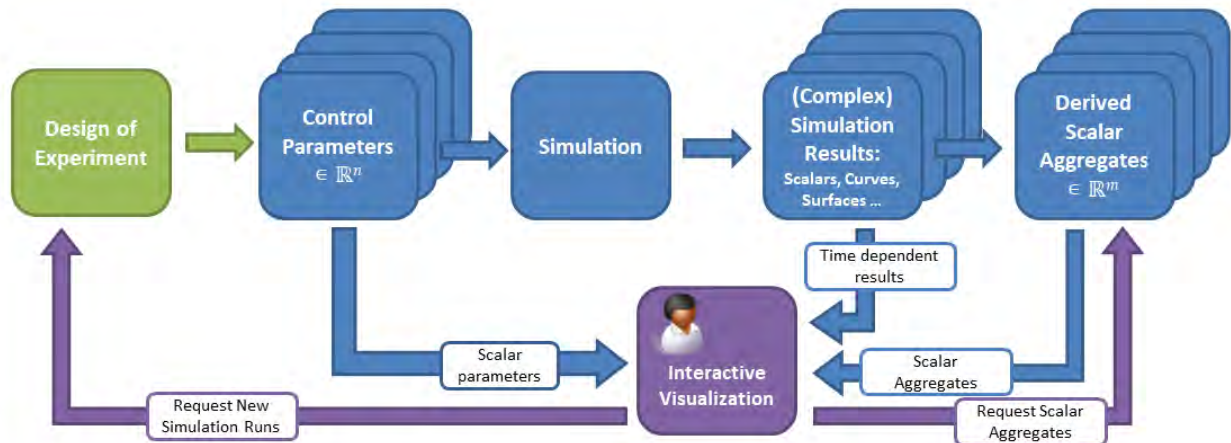 Design of
Experiment
Control
Parameters
∈ ℝⁿ
Simulation
(Complex)
Simulation
Results:
Scalars, Curves,
Surfaces ...
Derived
Scalar
Aggregates
∈ ℝᵐ
Time dependent
results
Scalar
parameters
Interactive
Visualization
Scalar
Aggregates
Request New
Simulation Runs
Request Scalar
Aggregates